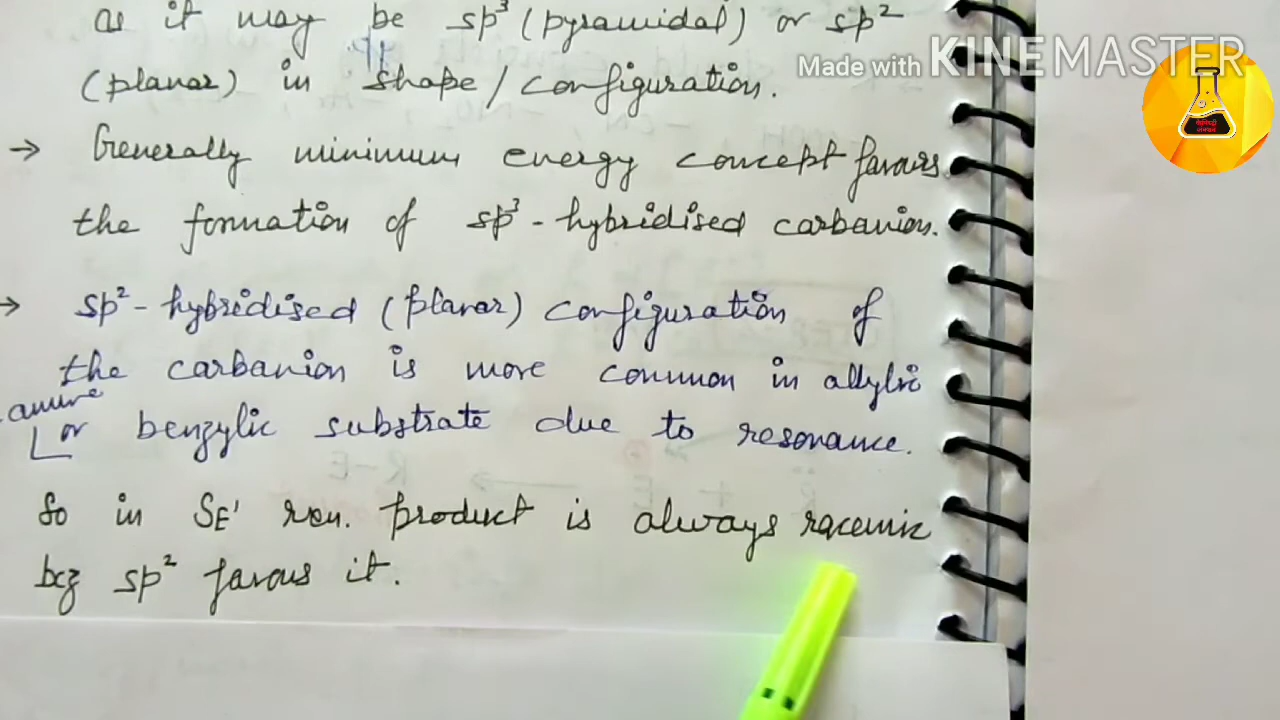 as it may be sp³ (pyramidal) or sp²
Made with KINEMASTER
(planar) in shape / configuration.
→ Generally minimum energy concept favours
the formation of sp³ - hybridised carbanion.
→ sp² - hybridised (planar) configuration of
the carbanion is more common in allylic
or benzylic substrate due to resonance.
So in SE' rxn. product is always racemic
bcz sp² favous it.